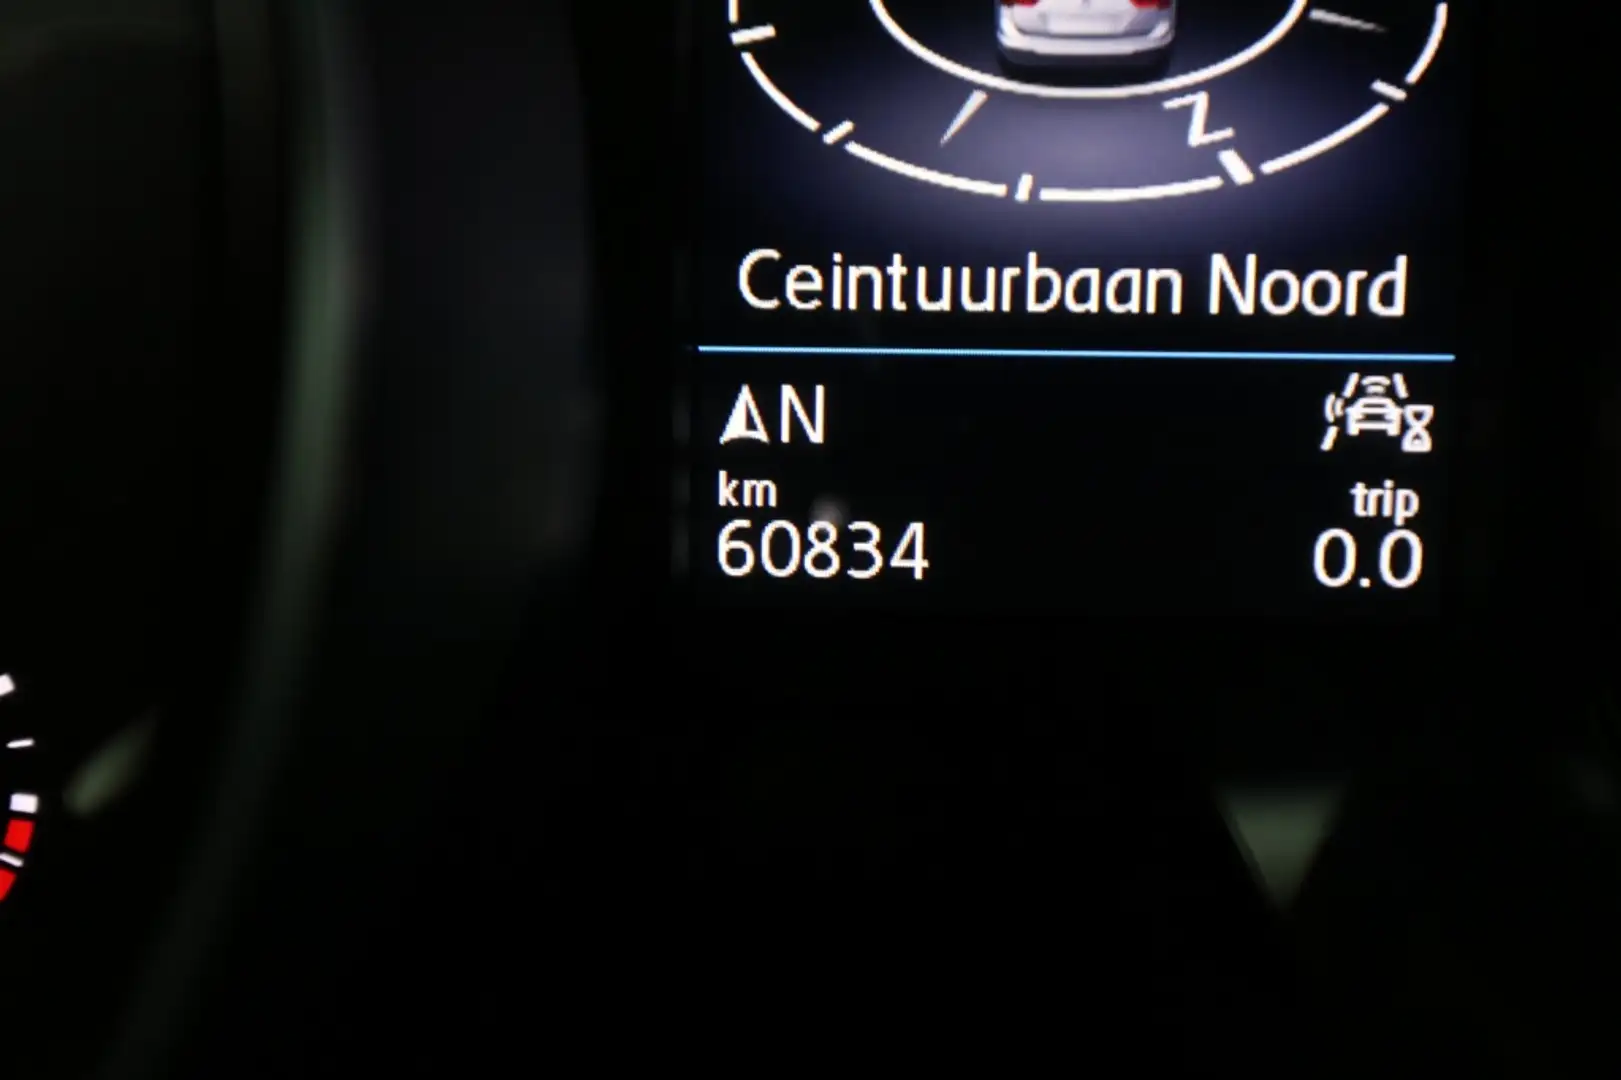 Z
Ceintuurbaan Noord
N
km
trip
60834
0.0